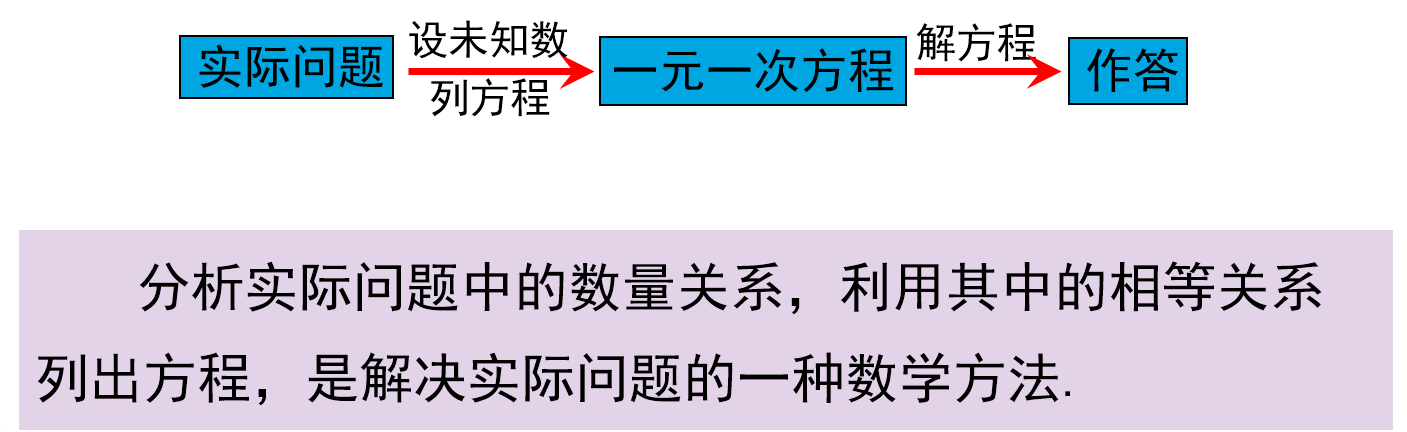 实际问题
设未知数
列方程
一元一次方程
解方程
作答
分析实际问题中的数量关系，利用其中的相等关系
列出方程，是解决实际问题的一种数学方法.